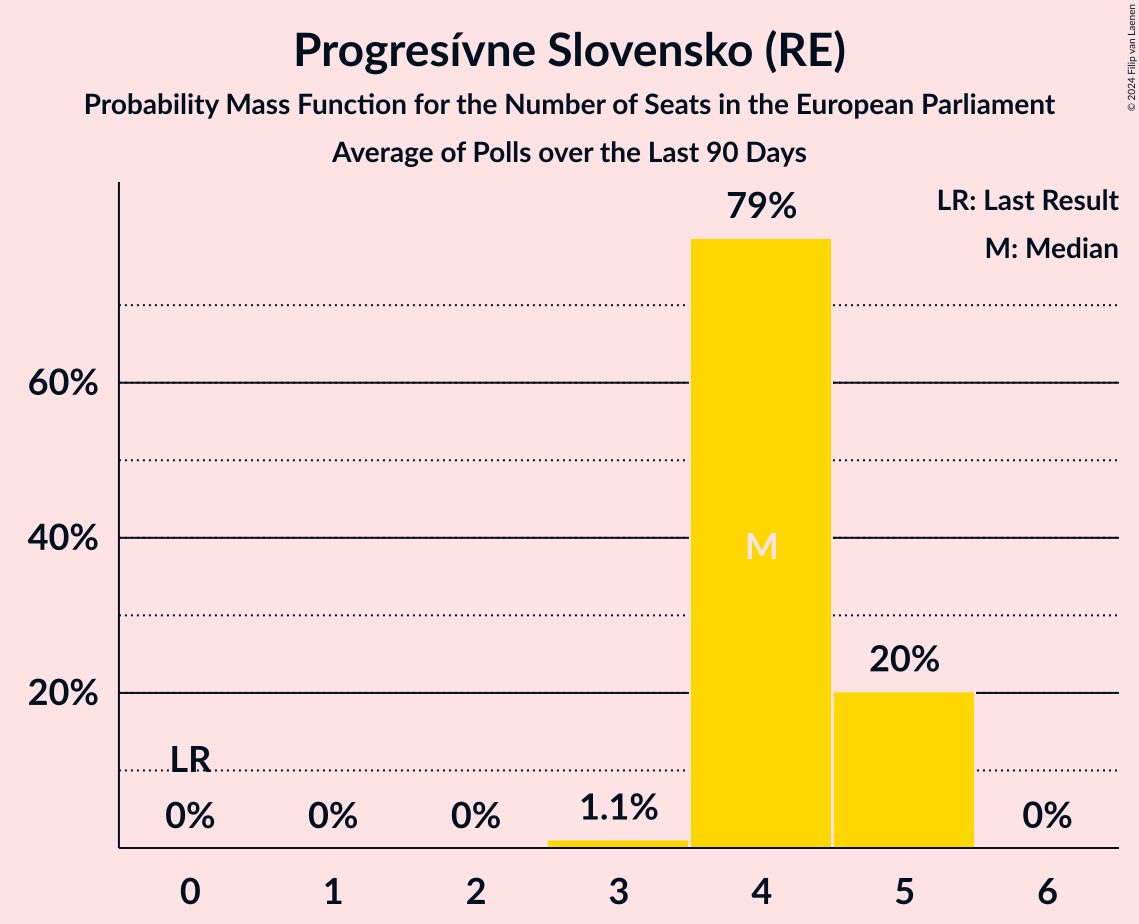 Progresívne Slovensko (RE)
Probability Mass Function for the Number of Seats in the European Parliament
Average of Polls over the Last 90 Days
© 2024 Filip van Laenen
LR: Last Result
M: Median
79%
60%
40%
M
20%
20%
LR
0%
0%
0%
1.1%
0%
0
1
2
3
4
5
6